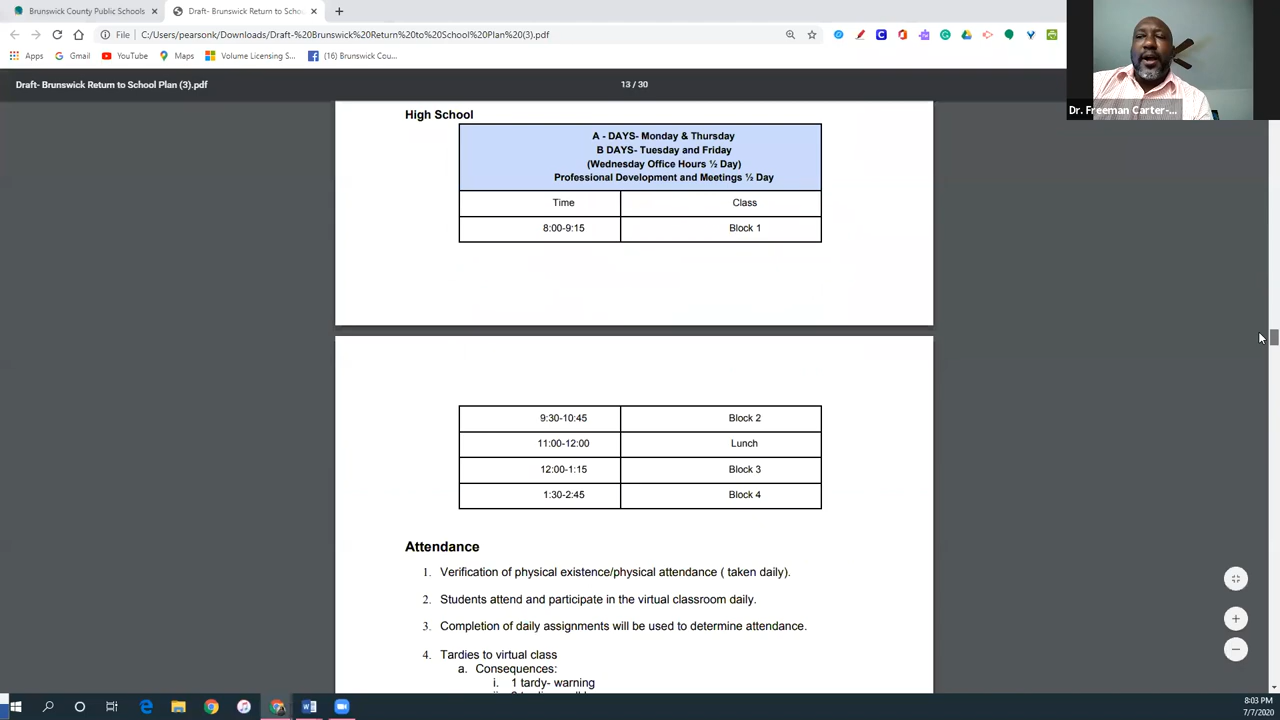 Brunswick County Public Schools
Draft- Brunswick Return to Scho
File
C:/Users/pearsonk/Downloads/Draft-%20Brunswick%20Return%20to%20School%20Plan%20(3).pdf
Apps
Gmail
YouTube
Maps
Volume Licensing S...
(16) Brunswick Cou...
Draft- Brunswick Return to School Plan (3).pdf
13 / 30
Dr. Freeman Carter-...
High School
A - DAYS- Monday & Thursday
B DAYS- Tuesday and Friday
(Wednesday Office Hours ½ Day)
Professional Development and Meetings ½ Day
Time Class
8:00-9:15 Block 1
9:30-10:45 Block 2
11:00-12:00 Lunch
12:00-1:15 Block 3
1:30-2:45 Block 4
Attendance
1. Verification of physical existence/physical attendance ( taken daily).
2. Students attend and participate in the virtual classroom daily.
3. Completion of daily assignments will be used to determine attendance.
4. Tardies to virtual class
a. Consequences:
i. 1 tardy- warning
8:03 PM
7/7/2020